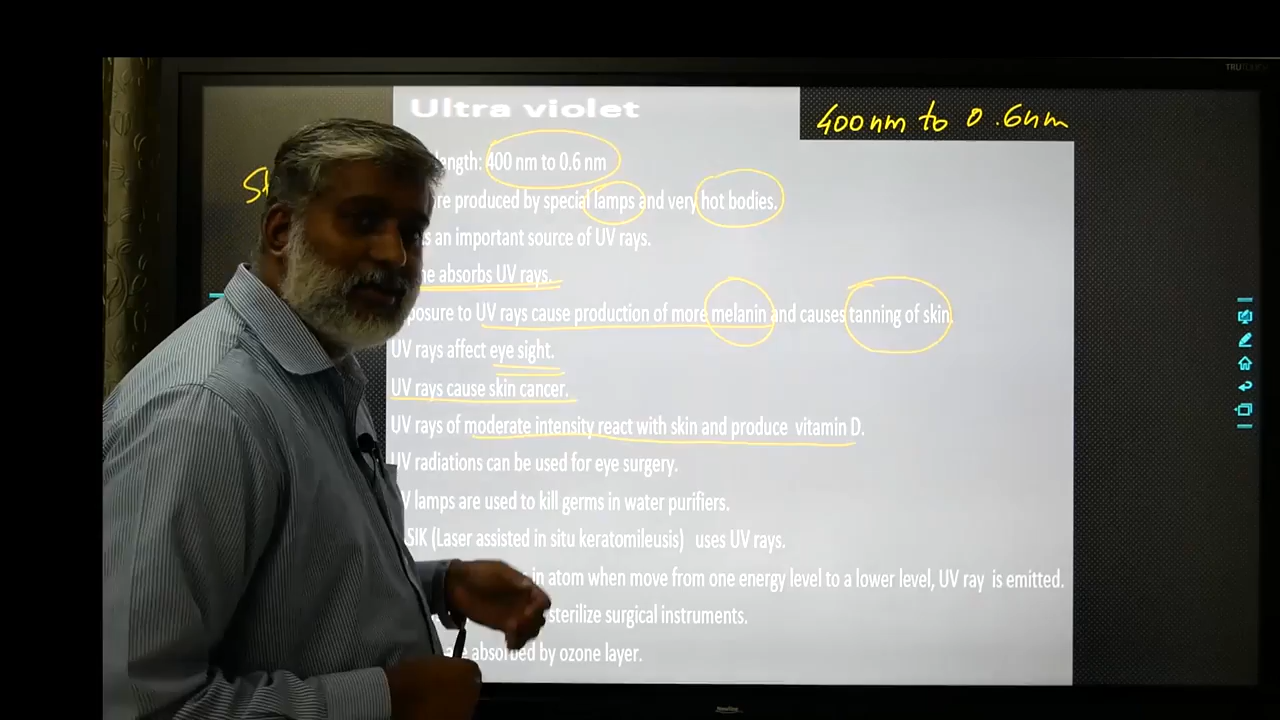 Ultra violet
400 nm to 0.6 nm
length: 400 nm to 0.6 nm
re produced by special lamps and very hot bodies.
s an important source of UV rays.
ne absorbs UV rays.
posure to UV rays cause production of more melanin and causes tanning of skin.
UV rays affect eye sight.
UV rays cause skin cancer.
UV rays of moderate intensity react with skin and produce vitamin D.
UV radiations can be used for eye surgery.
V lamps are used to kill germs in water purifiers.
SIK (Laser assisted in situ keratomileusis) uses UV rays.
in atom when move from one energy level to a lower level, UV ray is emitted.
sterilize surgical instruments.
absorbed by ozone layer.